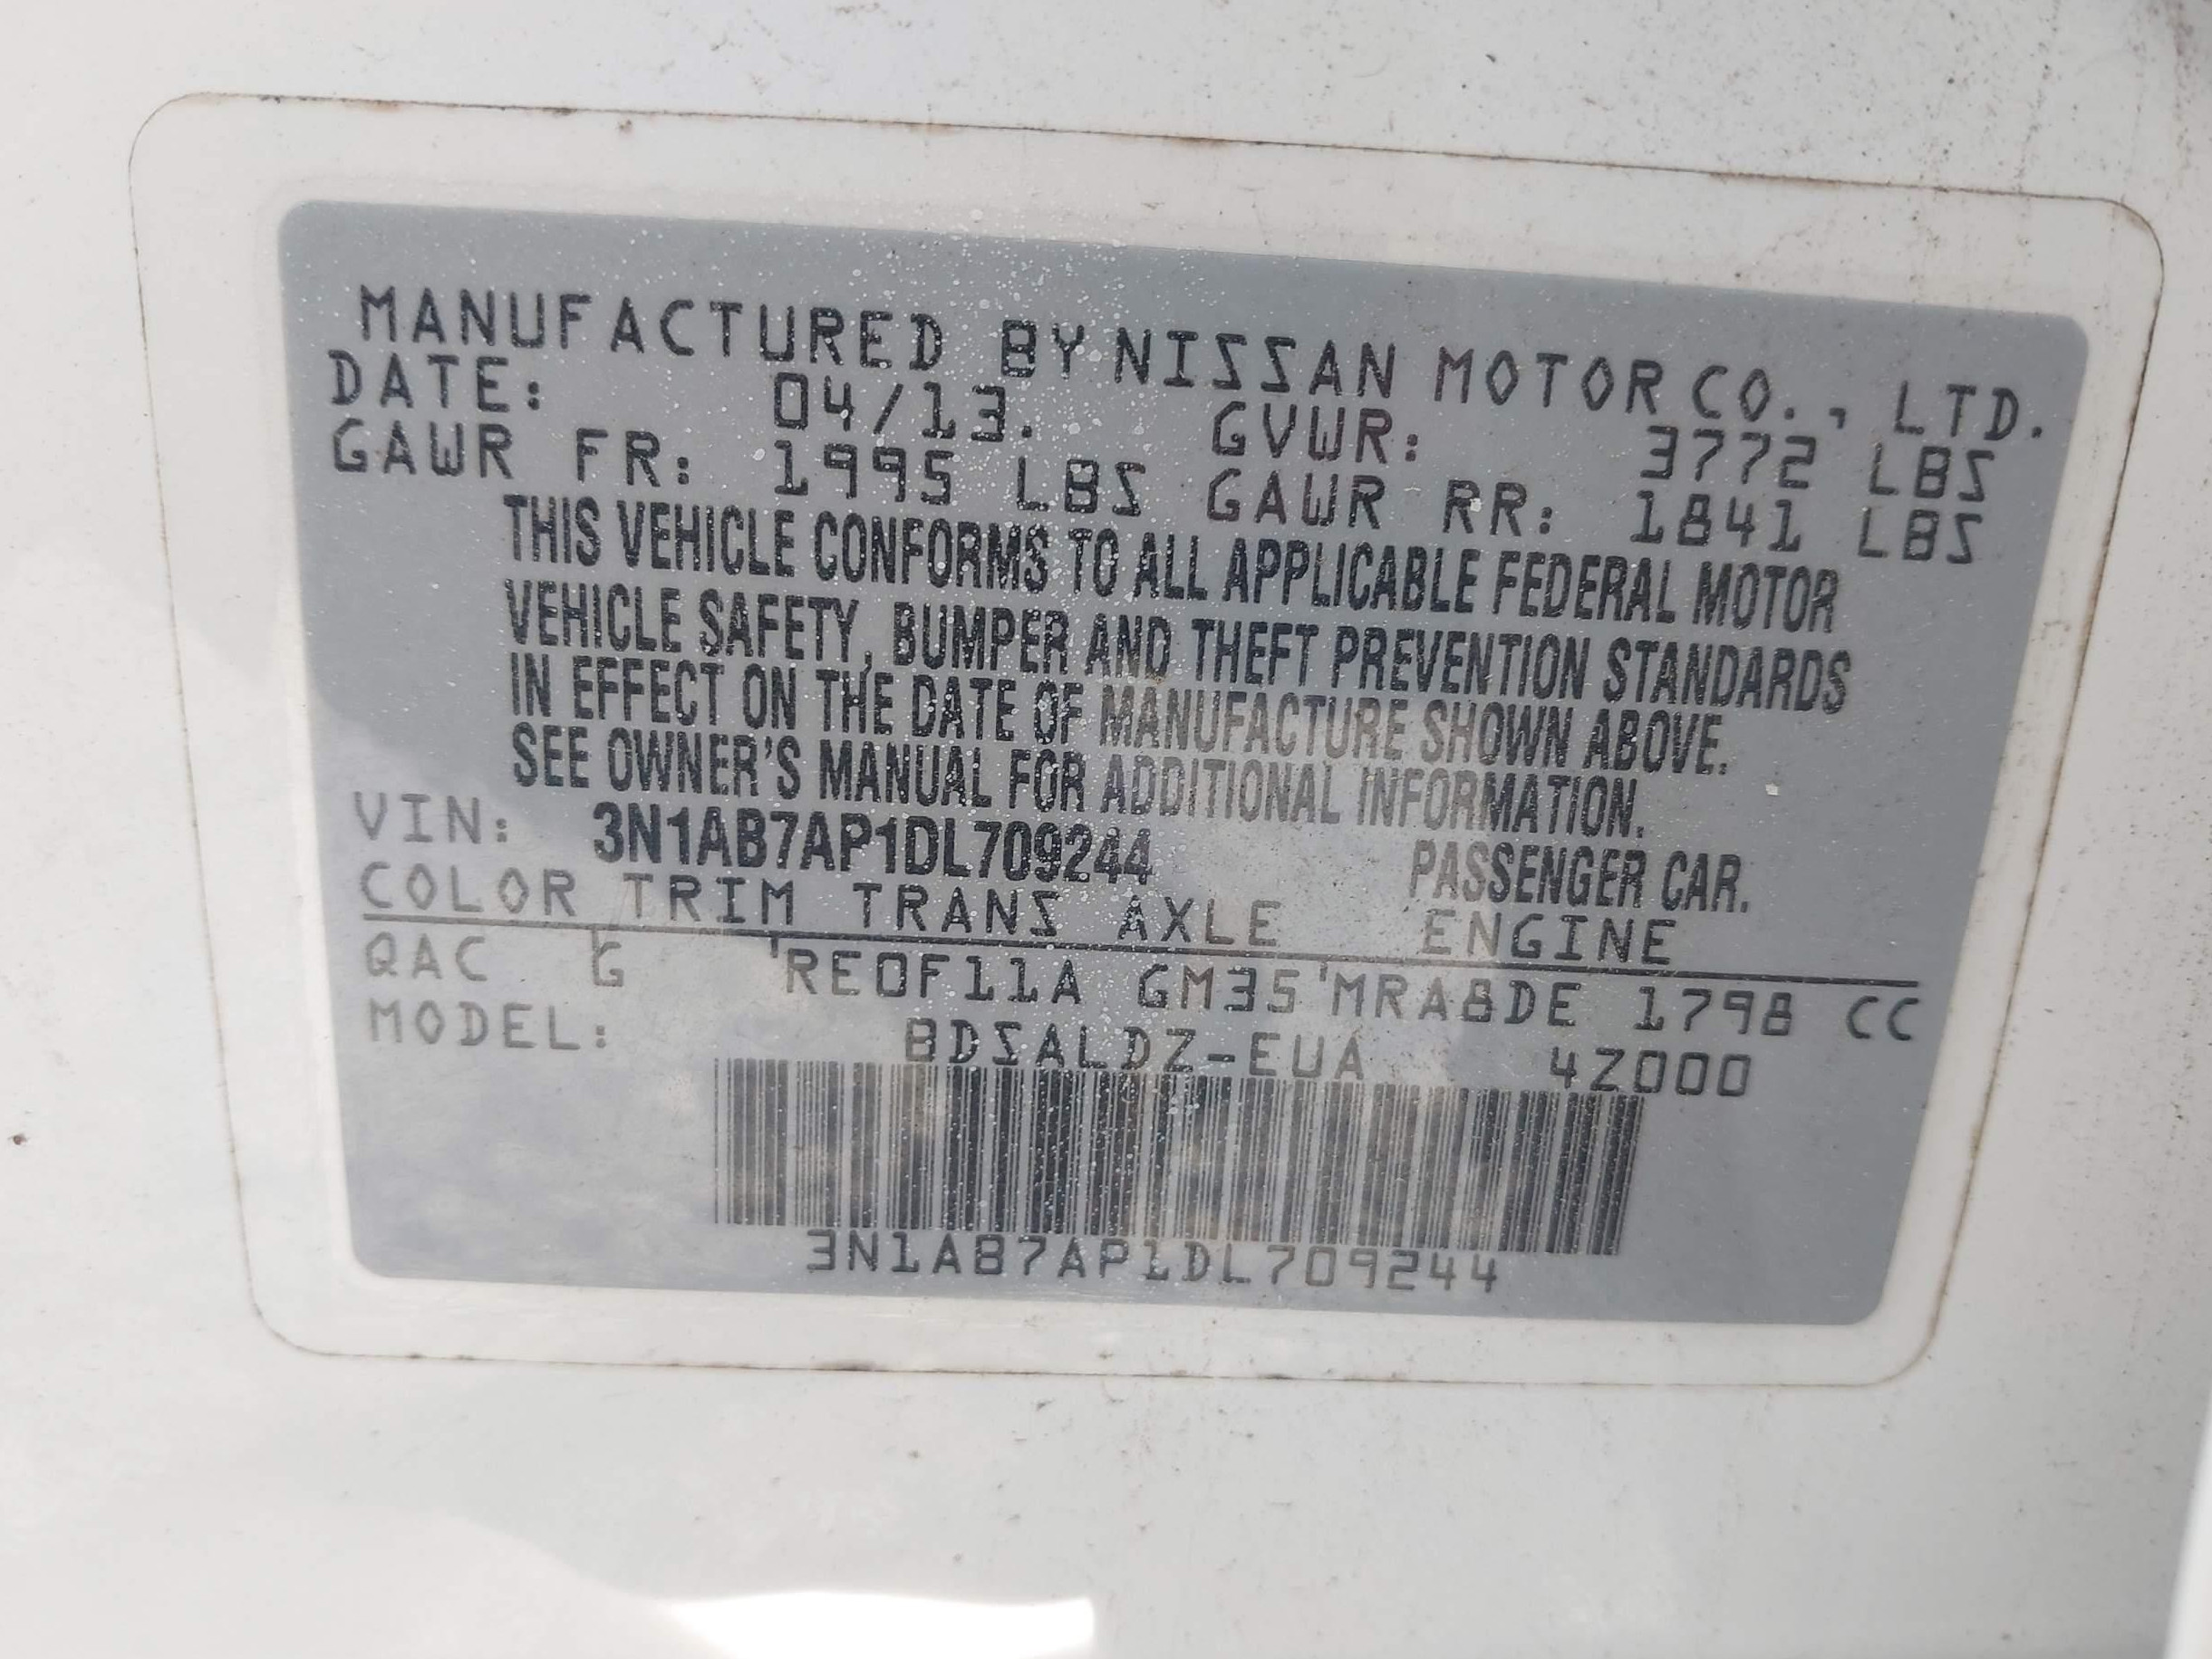 MANUFACTURED BY NISSAN MOTOR CO., LTD.
DATE: 04/13. GVWR: 3772 LBS
GAWR FR: 1995 LBS GAWR RR: 1841 LBS
THIS VEHICLE CONFORMS TO ALL APPLICABLE FEDERAL MOTOR
VEHICLE SAFETY, BUMPER AND THEFT PREVENTION STANDARDS
IN EFFECT ON THE DATE OF MANUFACTURE SHOWN ABOVE.
SEE OWNER'S MANUAL FOR ADDITIONAL INFORMATION.
VIN: 3N1AB7AP1DL709244 PASSENGER CAR.
COLOR TRIM TRANS AXLE ENGINE
QAC G RE0F11A GM35 MRA8DE 1798 CC
MODEL: BDSALDZ-EUA 4Z000
3N1AB7AP1DL709244